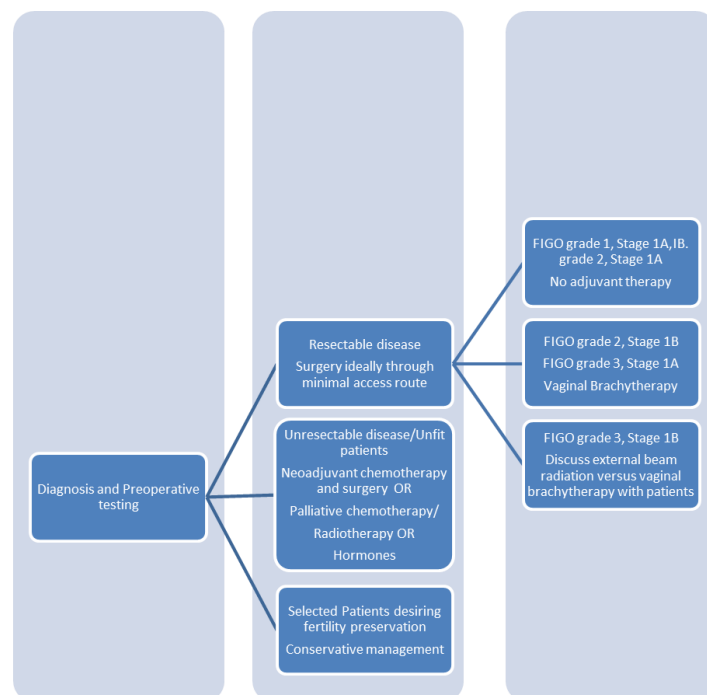 Diagnosis and Preoperative
testing
Resectable disease
Surgery ideally through
minimal access route
Unresectable disease/Unfit
patients
Neoadjuvant chemotherapy
and surgery OR
Palliative chemotherapy/
Radiotherapy OR
Hormones
Selected Patients desiring
fertility preservation
Conservative management
FIGO grade 1, Stage 1A,IB.
grade 2, Stage 1A
No adjuvant therapy
FIGO grade 2, Stage 1B
FIGO grade 3, Stage 1A
Vaginal Brachytherapy
FIGO grade 3, Stage 1B
Discuss external beam
radiation versus vaginal
brachytherapy with patients